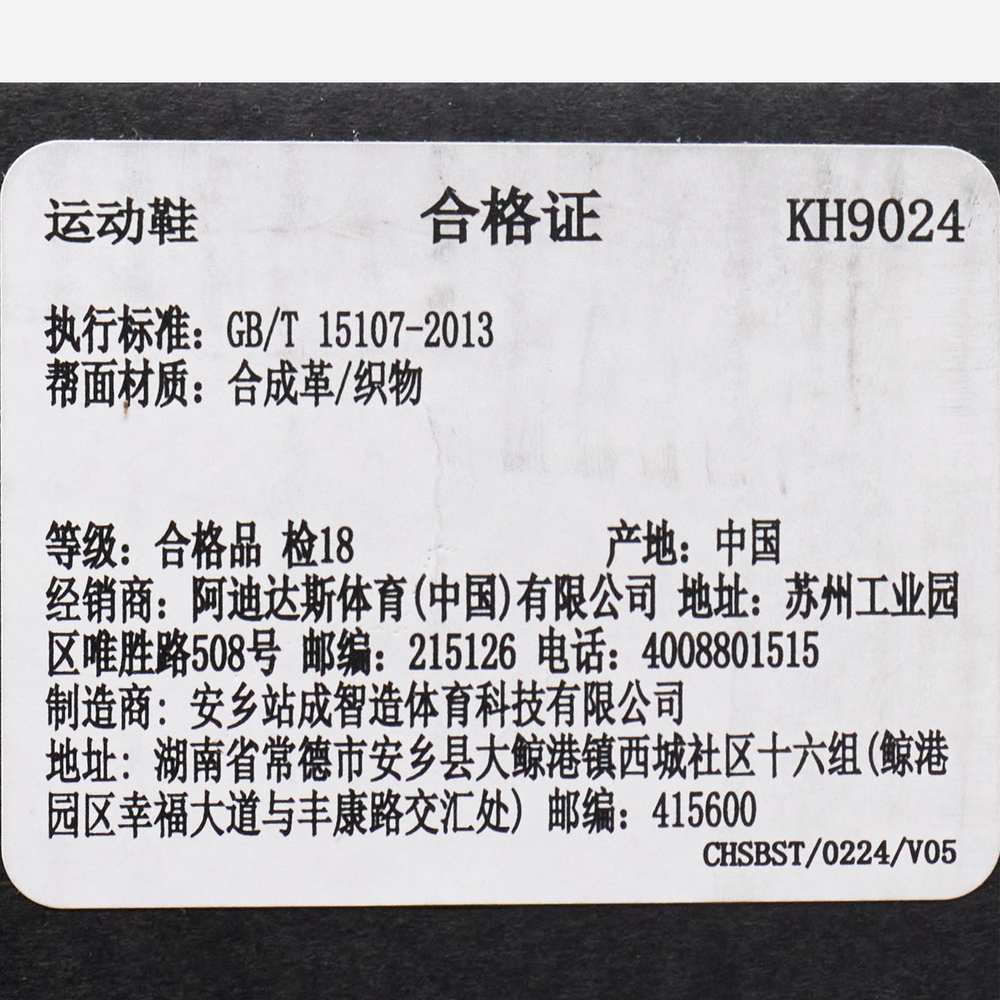 运动鞋 合格证 KH9024
执行标准：GB/T 15107-2013
帮面材质：合成革/织物
等级：合格品 检18 产地：中国
经销商：阿迪达斯体育(中国)有限公司 地址：苏州工业园
区唯胜路508号 邮编：215126 电话：4008801515
制造商：安乡站成智造体育科技有限公司
地址：湖南省常德市安乡县大鲸港镇西城社区十六组(鲸港
园区幸福大道与丰康路交汇处) 邮编：415600
CHSBST/0224/V05